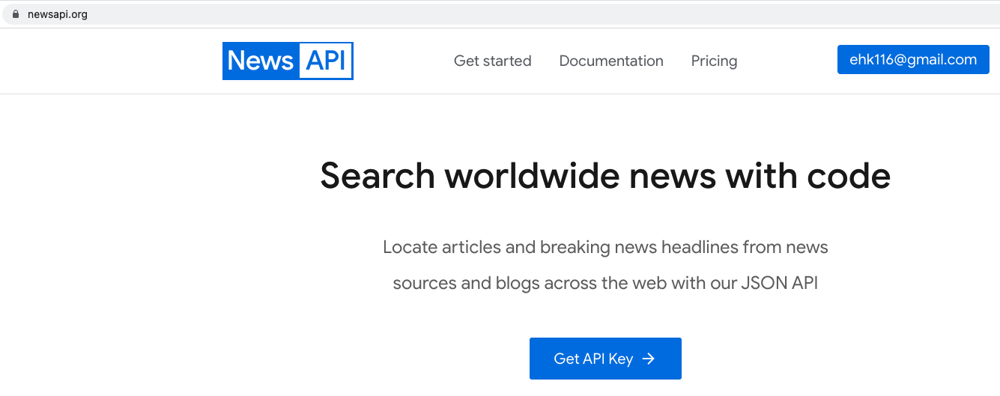 newsapi.org
News API
Get started
Documentation
Pricing
ehk116@gmail.com
Search worldwide news with code
Locate articles and breaking news headlines from news
sources and blogs across the web with our JSON API
Get API Key →